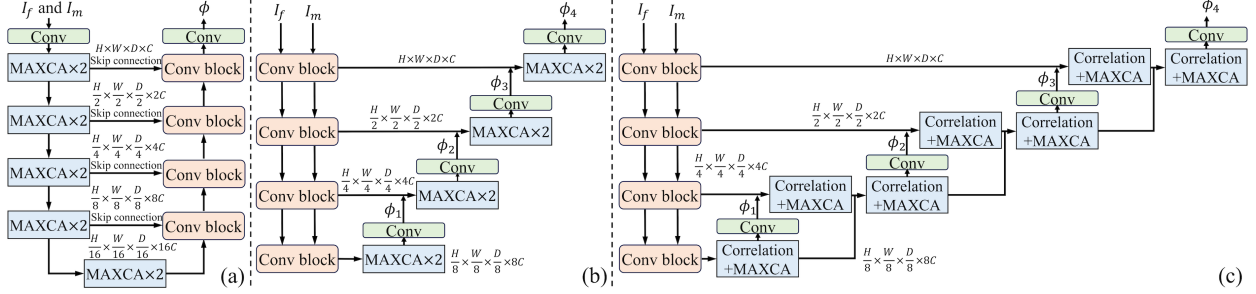 I_f and I_m
ϕ
Conv
Conv
MAXCA×2
H×W×D×C
Skip connection
Conv block
H/2 × W/2 × D/2 ×2C
MAXCA×2
Skip connection
Conv block
H/4 × W/4 × D/4 ×4C
MAXCA×2
Skip connection
Conv block
H/8 × W/8 × D/8 ×8C
MAXCA×2
Skip connection
Conv block
H/16 × W/16 × D/16 ×16C
MAXCA×2
(a)
I_f
I_m
ϕ_4
Conv
Conv block
H×W×D×C
MAXCA×2
ϕ_3
Conv
Conv block
H/2 × W/2 × D/2 ×2C
MAXCA×2
ϕ_2
Conv
Conv block
H/4 × W/4 × D/4 ×4C
MAXCA×2
ϕ_1
Conv
Conv block
MAXCA×2
H/8 × W/8 × D/8 ×8C
(b)
I_f
I_m
ϕ_4
Conv
Conv block
H×W×D×C
Correlation
+MAXCA
Correlation
+MAXCA
ϕ_3
Conv
Conv block
H/2 × W/2 × D/2 ×2C
Correlation
+MAXCA
Correlation
+MAXCA
ϕ_2
Conv
Conv block
H/4 × W/4 × D/4 ×4C
Correlation
+MAXCA
Correlation
+MAXCA
ϕ_1
Conv
Conv block
Correlation
+MAXCA
H/8 × W/8 × D/8 ×8C
(c)